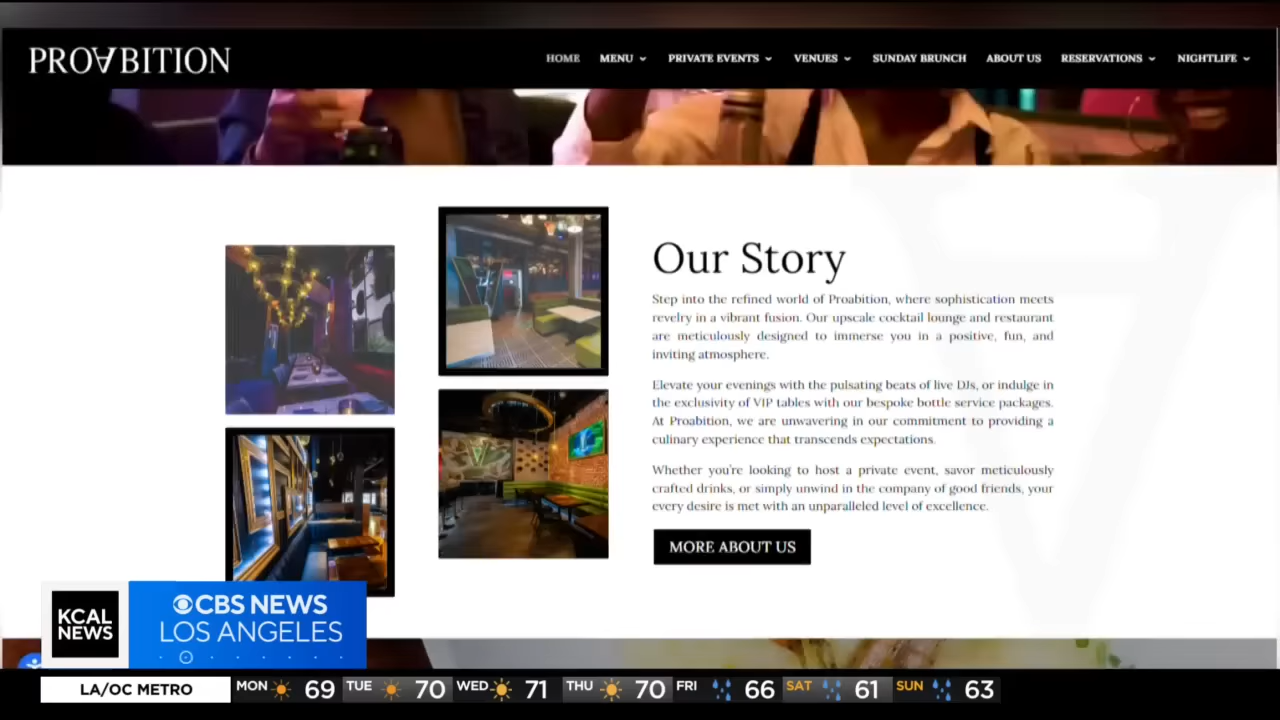 PRO∀BITION
HOME MENU PRIVATE EVENTS VENUES SUNDAY BRUNCH ABOUT US RESERVATIONS NIGHTLIFE
Our Story
Step into the refined world of Proabition, where sophistication meets
revelry in a vibrant fusion. Our upscale cocktail lounge and restaurant
are meticulously designed to immerse you in a positive, fun, and
inviting atmosphere.
Elevate your evenings with the pulsating beats of live DJs, or indulge in
the exclusivity of VIP tables with our bespoke bottle service packages.
At Proabition, we are unwavering in our commitment to providing a
culinary experience that transcends expectations.
Whether you're looking to host a private event, savor meticulously
crafted drinks, or simply unwind in the company of good friends, your
every desire is met with an unparalleled level of excellence.
MORE ABOUT US
KCAL
NEWS
CBS NEWS
LOS ANGELES
LA/OC METRO MON 69 TUE 70 WED 71 THU 70 FRI 66 SAT 61 SUN 63